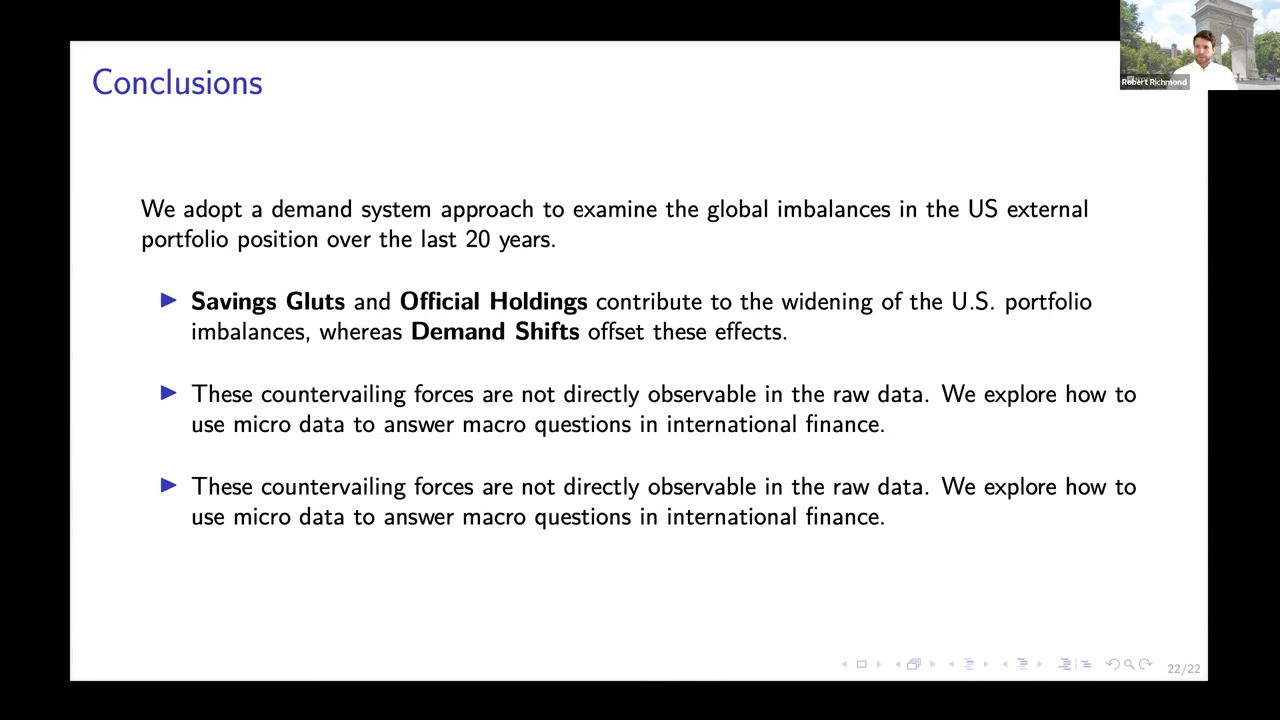 Robert Richmond
Conclusions
We adopt a demand system approach to examine the global imbalances in the US external
portfolio position over the last 20 years.
Savings Gluts and Official Holdings contribute to the widening of the U.S. portfolio
imbalances, whereas Demand Shifts offset these effects.
These countervailing forces are not directly observable in the raw data. We explore how to
use micro data to answer macro questions in international finance.
These countervailing forces are not directly observable in the raw data. We explore how to
use micro data to answer macro questions in international finance.
22/22